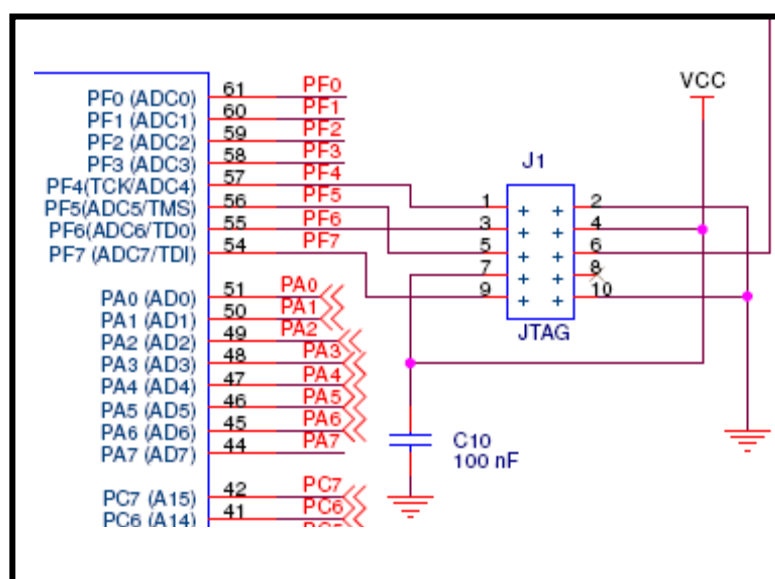 VCC
PF0 (ADC0) 61 PF0
PF1 (ADC1) 60 PF1
PF2 (ADC2) 59 PF2
PF3 (ADC3) 58 PF3
PF4(TCK/ADC4) 57 PF4
PF5(ADC5/TMS) 56 PF5
PF6(ADC6/TD0) 55 PF6
PF7 (ADC7/TDI) 54 PF7
J1
1 2
3 4
5 6
7 8
9 10
JTAG
PA0 (AD0) 51 PA0
PA1 (AD1) 50 PA1
PA2 (AD2) 49 PA2
PA3 (AD3) 48 PA3
PA4 (AD4) 47 PA4
PA5 (AD5) 46 PA5
PA6 (AD6) 45 PA6
PA7 (AD7) 44 PA7
C10
100 nF
PC7 (A15) 42 PC7
PC6 (A14) 41 PC6